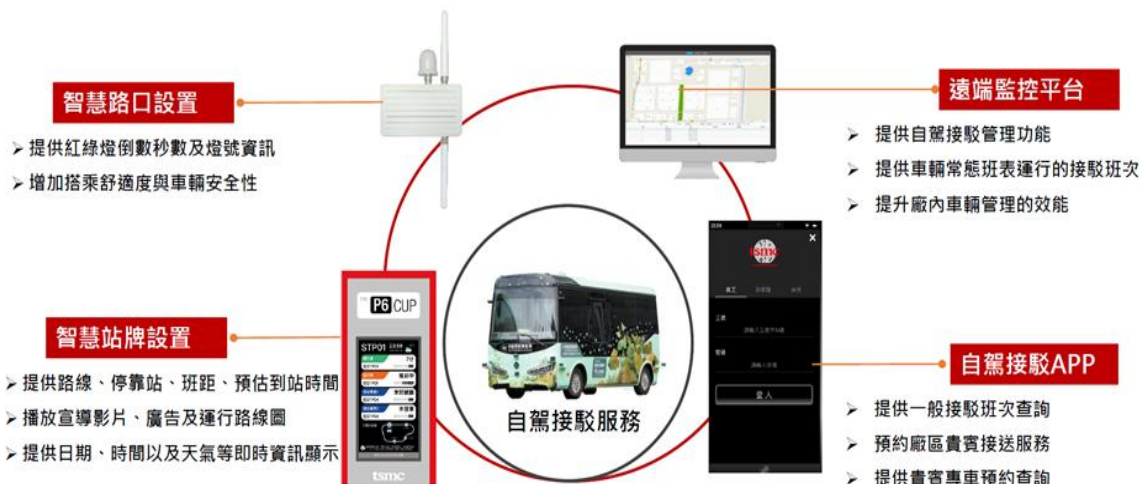 智慧路口設置
➢ 提供紅綠燈倒數秒數及燈號資訊
➢ 增加搭乘舒適度與車輛安全性
遠端監控平台
➢ 提供自駕接駁管理功能
➢ 提供車輛常態班表運行的接駁班次
➢ 提升廠內車輛管理的效能
智慧站牌設置
➢ 提供路線、停靠站、班距、預估到站時間
➢ 播放宣導影片、廣告及運行路線圖
➢ 提供日期、時間以及天氣等即時資訊顯示
P6 CUP
STP01
tsmc
自駕接駁服務
tsmc
員工
工號
登入
自駕接駁APP
➢ 提供一般接駁班次查詢
➢ 預約廠區貴賓接送服務
➢ 提供貴賓專車預約查詢